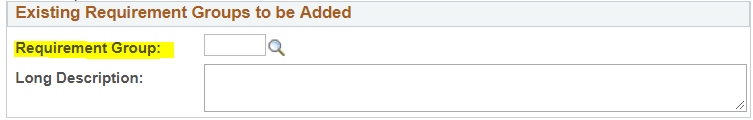 Existing Requirement Groups to be Added
Requirement Group:
Long Description: